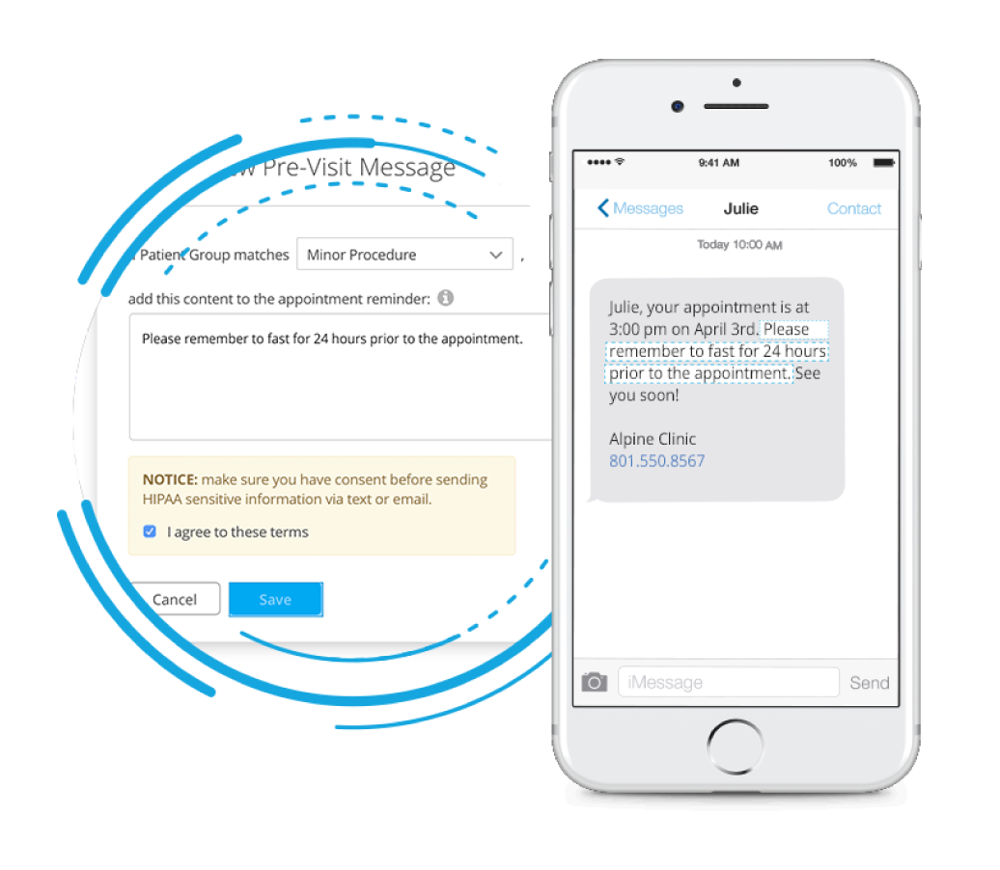 Pre-Visit Message
Patient Group matches Minor Procedure ,
add this content to the appointment reminder:
Please remember to fast for 24 hours prior to the appointment.
NOTICE: make sure you have consent before sending
HIPAA sensitive information via text or email.
I agree to these terms
Cancel Save
9:41 AM 100%
Messages Julie Contact
Today 10:00 AM
Julie, your appointment is at
3:00 pm on April 3rd. Please
remember to fast for 24 hours
prior to the appointment. See
you soon!
Alpine Clinic
801.550.8567
iMessage Send